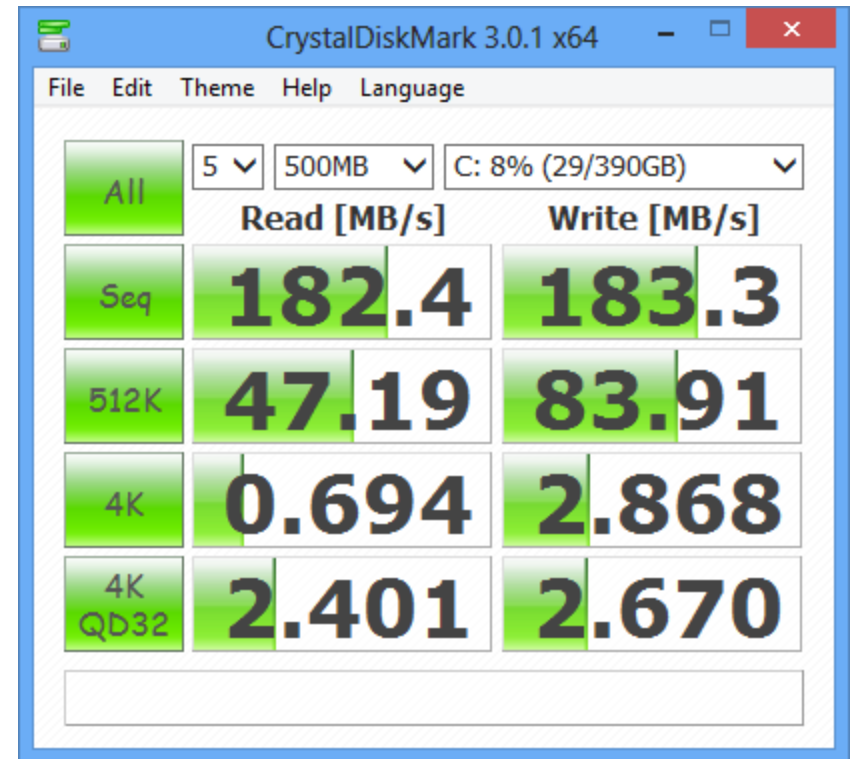 CrystalDiskMark 3.0.1 x64
File Edit Theme Help Language
All 5 500MB C: 8% (29/390GB)
Read [MB/s] Write [MB/s]
Seq 182.4 183.3
512K 47.19 83.91
4K 0.694 2.868
4K QD32 2.401 2.670